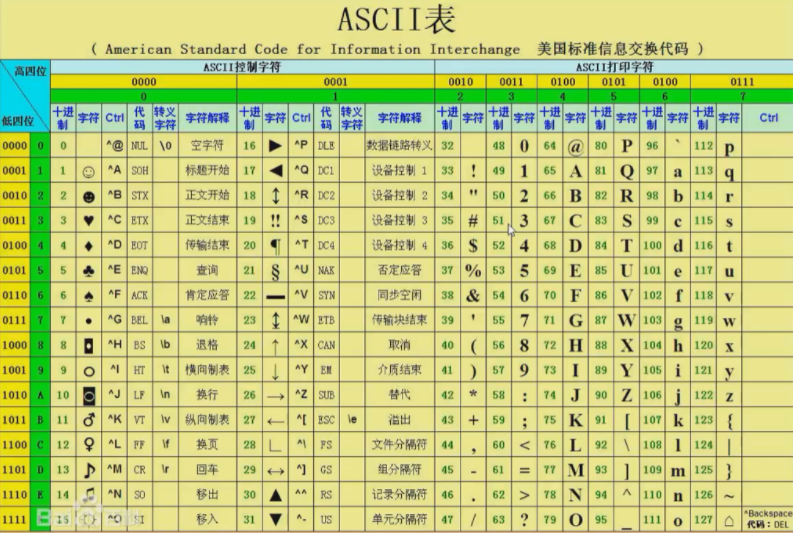 ASCII表
( American Standard Code for Information Interchange 美国标准信息交换代码 )
高四位 ASCII控制字符 ASCII打印字符
0000 0001 0010 0011 0100 0101 0100 0111
0 1 2 3 4 5 6 7
低四位 十进制 字符 Ctrl 代码 转义字符 字符解释 十进制 字符 Ctrl 代码 转义字符 字符解释 十进制 字符 十进制 字符 十进制 字符 十进制 字符 十进制 字符 十进制 字符 Ctrl
0000 0 0 ^@ NUL \0 空字符 16 ► ^P DLE 数据链路转义 32 48 0 64 @ 80 P 96 ` 112 p
0001 1 1 ☺ ^A SOH 标题开始 17 ◄ ^Q DC1 设备控制 1 33 ! 49 1 65 A 81 Q 97 a 113 q
0010 2 2 ☻ ^B STX 正文开始 18 ↕ ^R DC2 设备控制 2 34 " 50 2 66 B 82 R 98 b 114 r
0011 3 3 ♥ ^C ETX 正文结束 19 ‼ ^S DC3 设备控制 3 35 # 51 3 67 C 83 S 99 c 115 s
0100 4 4 ♦ ^D EOT 传输结束 20 ¶ ^T DC4 设备控制 4 36 $ 52 4 68 D 84 T 100 d 116 t
0101 5 5 ♣ ^E ENQ 查询 21 § ^U NAK 否定应答 37 % 53 5 69 E 85 U 101 e 117 u
0110 6 6 ♠ ^F ACK 肯定应答 22 ▬ ^V SYN 同步空闲 38 & 54 6 70 F 86 V 102 f 118 v
0111 7 7 • ^G BEL \a 响铃 23 ↨ ^W ETB 传输块结束 39 ' 55 7 71 G 87 W 103 g 119 w
1000 8 8 ◘ ^H BS \b 退格 24 ↑ ^X CAN 取消 40 ( 56 8 72 H 88 X 104 h 120 x
1001 9 9 ○ ^I HT \t 横向制表 25 ↓ ^Y EM 介质结束 41 ) 57 9 73 I 89 Y 105 i 121 y
1010 A 10 ◙ ^J LF \n 换行 26 → ^Z SUB 替代 42 * 58 : 74 J 90 Z 106 j 122 z
1011 B 11 ♂ ^K VT \v 纵向制表 27 ← ^[ ESC \e 溢出 43 + 59 ; 75 K 91 [ 107 k 123 {
1100 C 12 ♀ ^L FF \f 换页 28 ∟ ^\ FS 文件分隔符 44 , 60 < 76 L 92 \ 108 l 124 |
1101 D 13 ♪ ^M CR \r 回车 29 ↔ ^] GS 组分隔符 45 - 61 = 77 M 93 ] 109 m 125 }
1110 E 14 ♫ ^N SO 移出 30 ▲ ^^ RS 记录分隔符 46 . 62 > 78 N 94 ^ 110 n 126 ~
1111 15 ^O SI 移入 31 ▼ ^- US 单元分隔符 47 / 63 ? 79 O 95 _ 111 o 127 ⌂ ^Backspace 代码: DEL